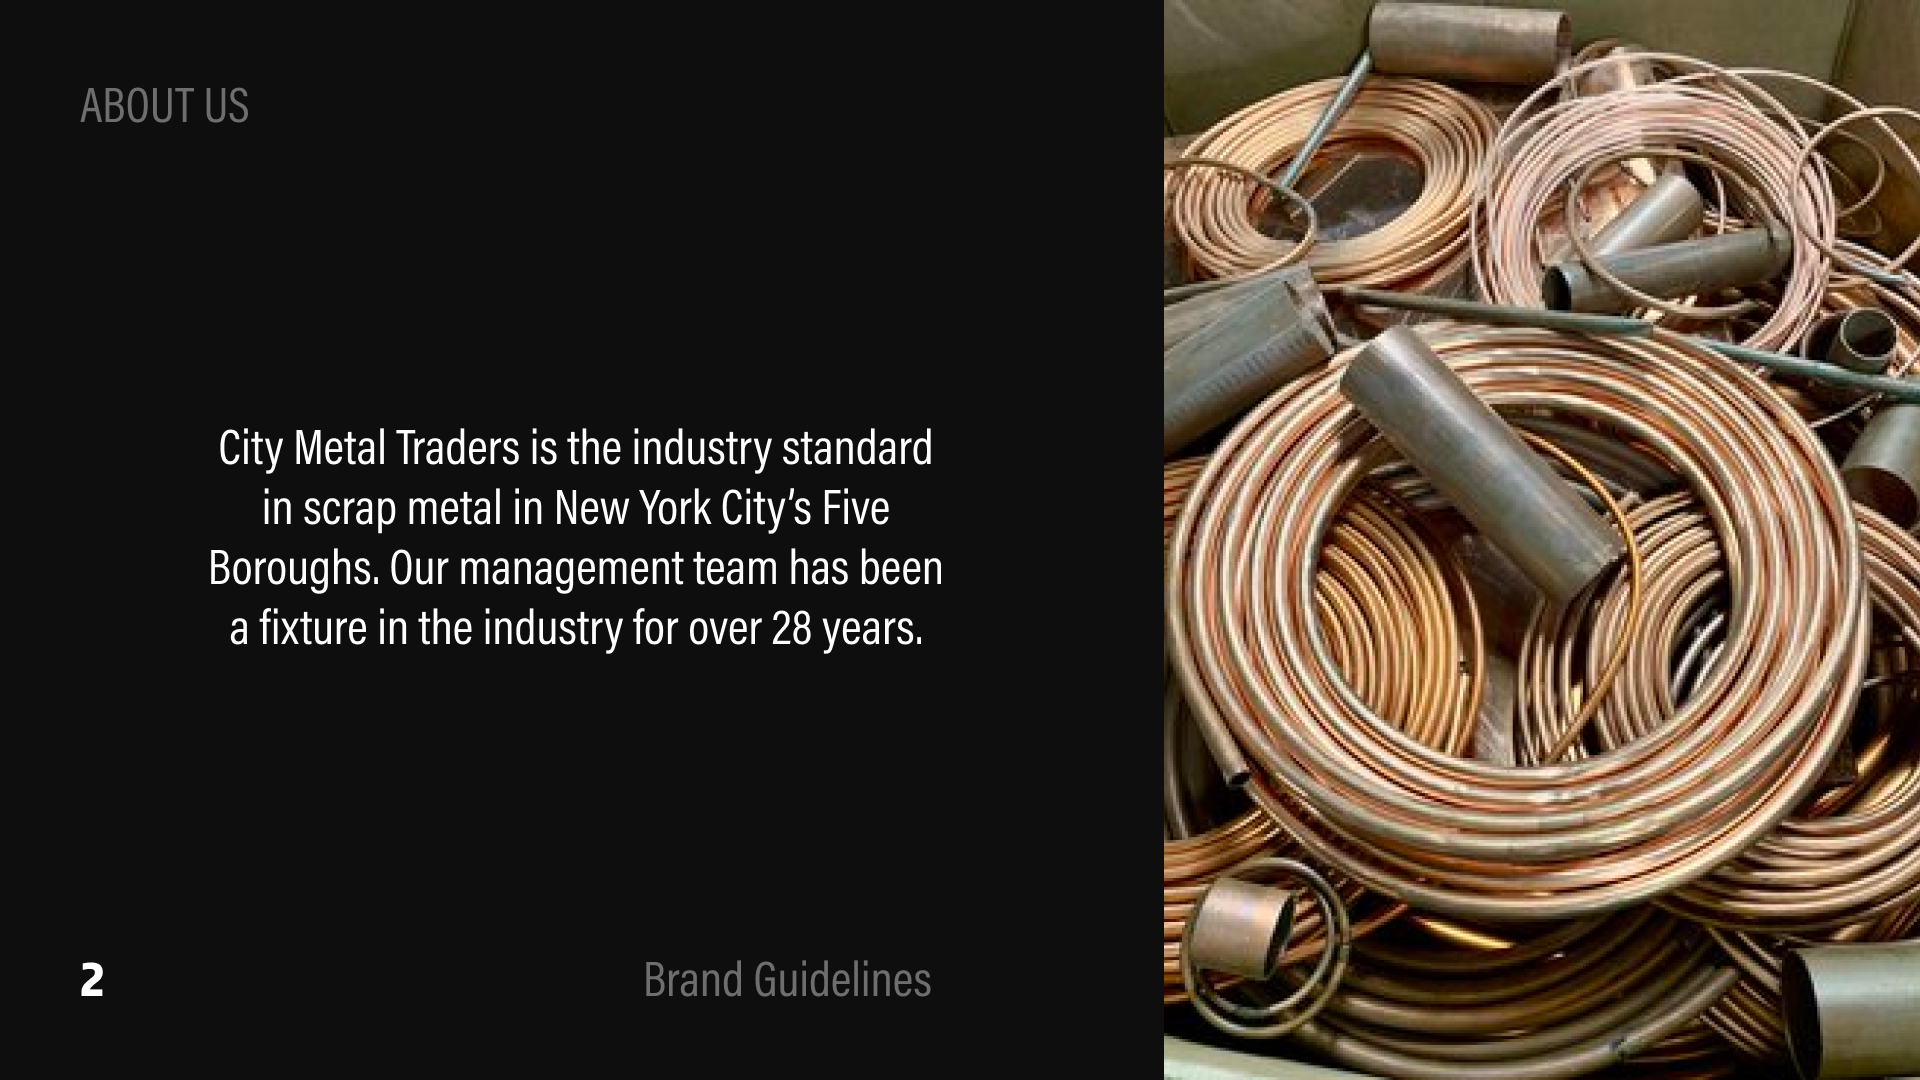 ABOUT US
City Metal Traders is the industry standard
in scrap metal in New York City’s Five
Boroughs. Our management team has been
a fixture in the industry for over 28 years.
2
Brand Guidelines